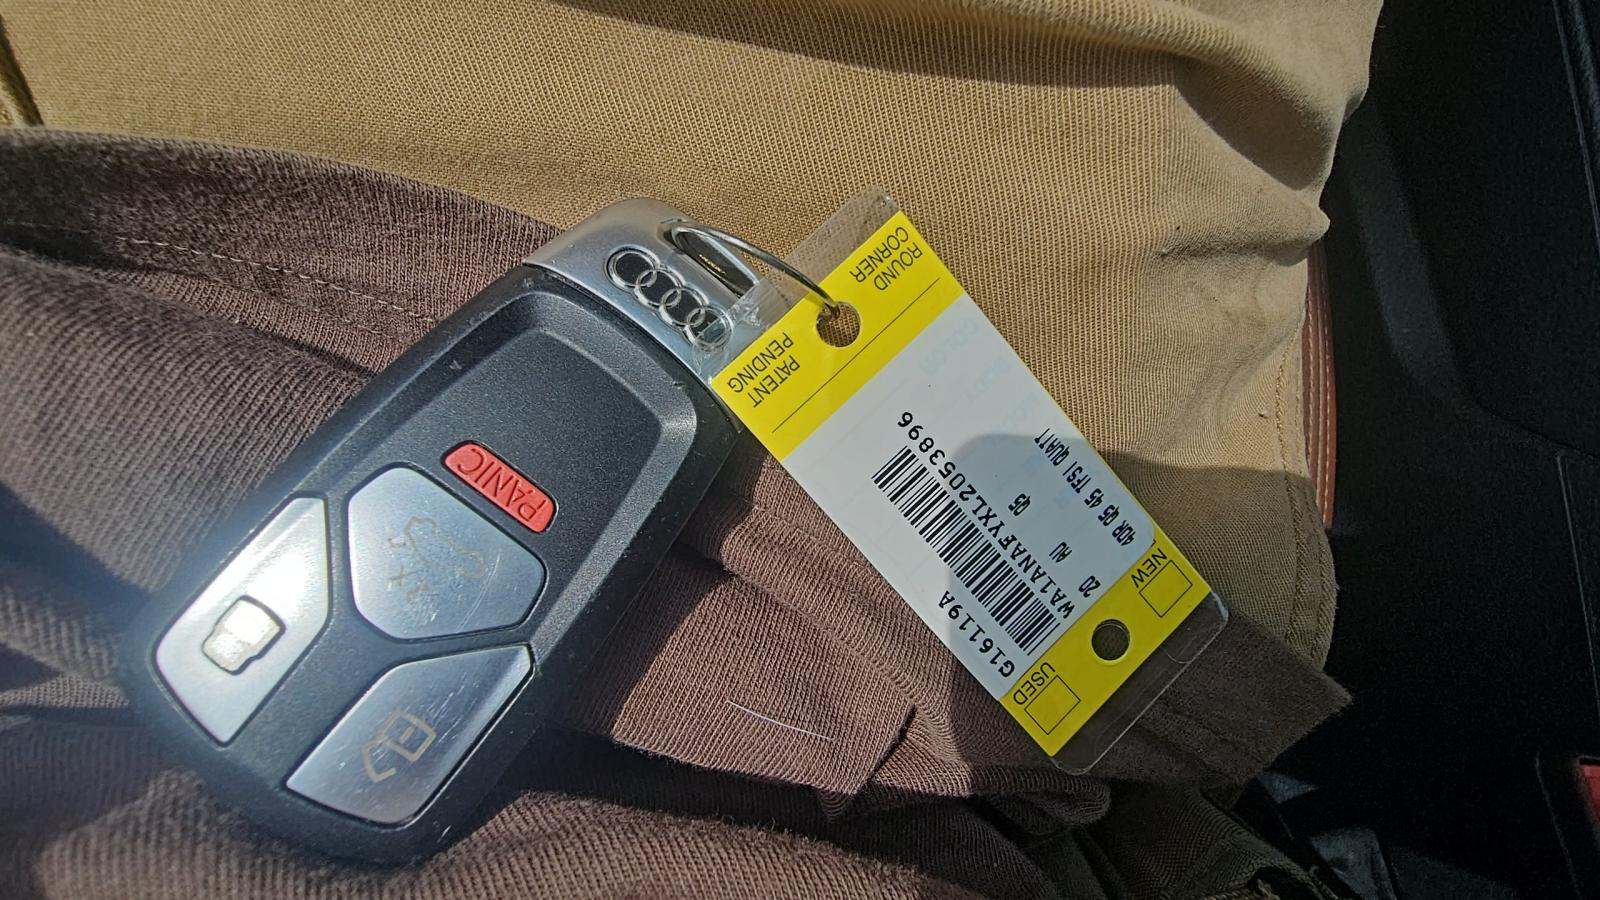 PANIC
ROUND
CORNER
PATENT
PENDING
G16119A
WA1ANAFYXL2053896
20 AU Q5
4DR Q5 45 TFSI QUATT
NEW
USED